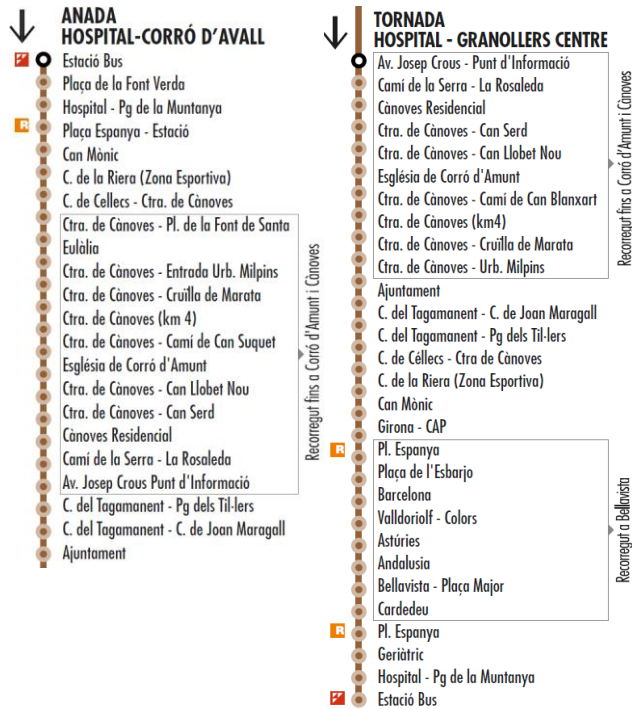 ANADA
HOSPITAL-CORRÓ D'AVALL
Estació Bus
Plaça de la Font Verda
Hospital - Pg de la Muntanya
R
Plaça Espanya - Estació
Can Mònic
C. de la Riera (Zona Esportiva)
C. de Cellecs - Ctra. de Cànoves
Ctra. de Cànoves - Pl. de la Font de Santa
Eulàlia
Ctra. de Cànoves - Entrada Urb. Milpins
Ctra. de Cànoves - Cruïlla de Marata
Ctra. de Cànoves (km 4)
Ctra. de Cànoves - Camí de Can Suquet
Església de Corró d'Amunt
Ctra. de Cànoves - Can Llobet Nou
Ctra. de Cànoves - Can Serd
Cànoves Residencial
Camí de la Serra - La Rosaleda
Av. Josep Crous Punt d'Informació
Recorregut fins a Corró d'Amunt i Cànoves
C. del Tagamanent - Pg dels Til·lers
C. del Tagamanent - C. de Joan Maragall
Ajuntament
TORNADA
HOSPITAL - GRANOLLERS CENTRE
Av. Josep Crous - Punt d'Informació
Camí de la Serra - La Rosaleda
Cànoves Residencial
Ctra. de Cànoves - Can Serd
Ctra. de Cànoves - Can Llobet Nou
Església de Corró d'Amunt
Ctra. de Cànoves - Camí de Can Blanxart
Ctra. de Cànoves (km4)
Ctra. de Cànoves - Cruïlla de Marata
Ctra. de Cànoves - Urb. Milpins
Recorregut fins a Corró d'Amunt i Cànoves
Ajuntament
C. del Tagamanent - C. de Joan Maragall
C. del Tagamanent - Pg dels Til·lers
C. de Céllecs - Ctra de Cànoves
C. de la Riera (Zona Esportiva)
Can Mònic
Girona - CAP
R
Pl. Espanya
Plaça de l'Esbarjo
Barcelona
Valldoriolf - Colors
Astúries
Andalusia
Bellavista - Plaça Major
Cardedeu
Recorregut a Bellavista
R
Pl. Espanya
Geriàtric
Hospital - Pg de la Muntanya
Estació Bus